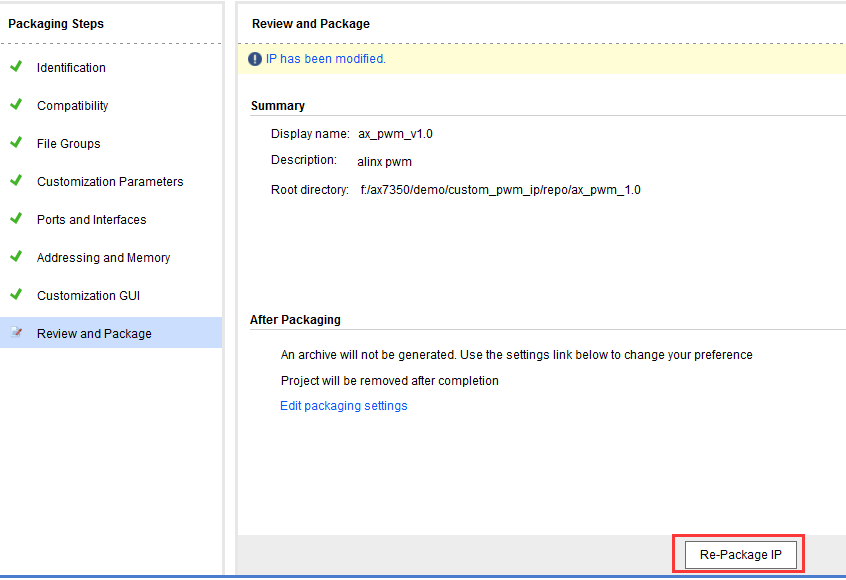 Packaging Steps
Identification
Compatibility
File Groups
Customization Parameters
Ports and Interfaces
Addressing and Memory
Customization GUI
Review and Package
Review and Package
IP has been modified.
Summary
Display name: ax_pwm_v1.0
Description: alinx pwm
Root directory: f:/ax7350/demo/custom_pwm_ip/repo/ax_pwm_1.0
After Packaging
An archive will not be generated. Use the settings link below to change your preference
Project will be removed after completion
Edit packaging settings
Re-Package IP